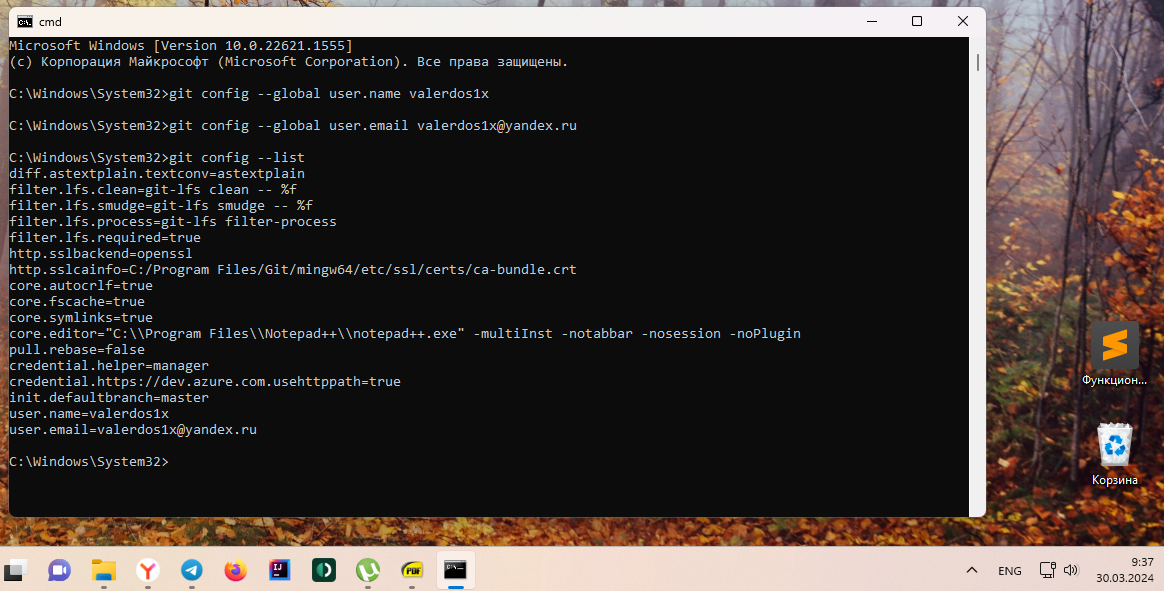 cmd
Microsoft Windows [Version 10.0.22621.1555]
(c) Корпорация Майкрософт (Microsoft Corporation). Все права защищены.
C:\Windows\System32>git config --global user.name valerdos1x
C:\Windows\System32>git config --global user.email valerdos1x@yandex.ru
C:\Windows\System32>git config --list
diff.astextplain.textconv=astextplain
filter.lfs.clean=git-lfs clean -- %f
filter.lfs.smudge=git-lfs smudge -- %f
filter.lfs.process=git-lfs filter-process
filter.lfs.required=true
http.sslbackend=openssl
http.sslcainfo=C:/Program Files/Git/mingw64/etc/ssl/certs/ca-bundle.crt
core.autocrlf=true
core.fscache=true
core.symlinks=true
core.editor="C:\\Program Files\\Notepad++\\notepad++.exe" -multiInst -notabbar -nosession -noPlugin
pull.rebase=false
credential.helper=manager
credential.https://dev.azure.com.usehttppath=true
init.defaultbranch=master
user.name=valerdos1x
user.email=valerdos1x@yandex.ru
C:\Windows\System32>
Функцион...
Корзина
IJ
PDF
ENG
9:37
30.03.2024